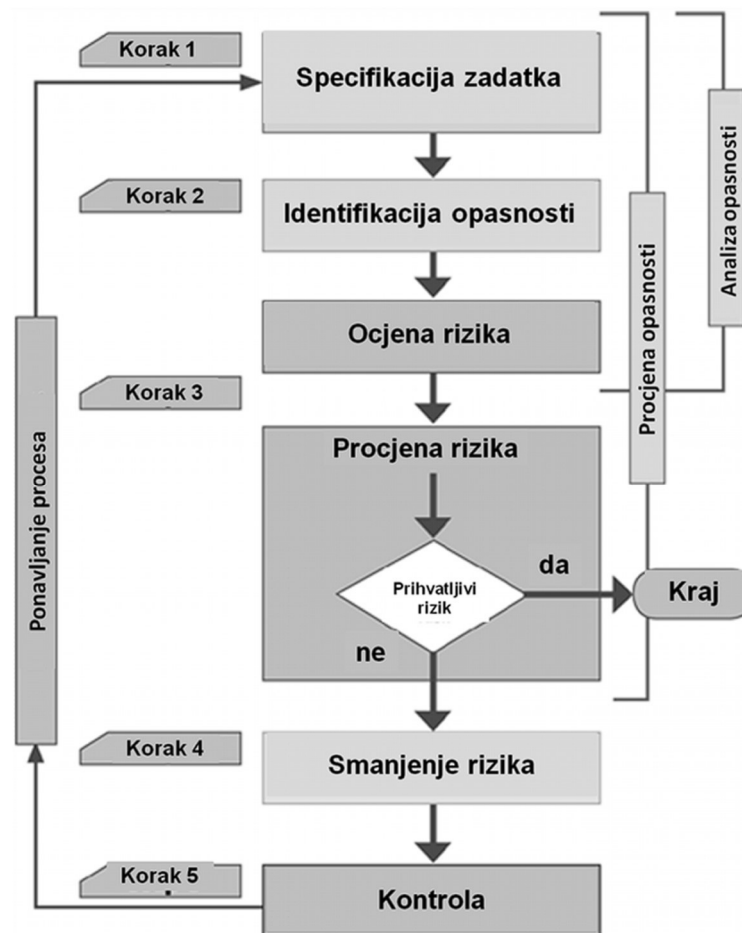 Korak 1
Specifikacija zadatka
Korak 2
Identifikacija opasnosti
Ocjena rizika
Korak 3
Procjena rizika
Prihvatljivi
rizik
da
Kraj
ne
Korak 4
Smanjenje rizika
Korak 5
Kontrola
Ponavljanje procesa
Procjena opasnosti
Analiza opasnosti